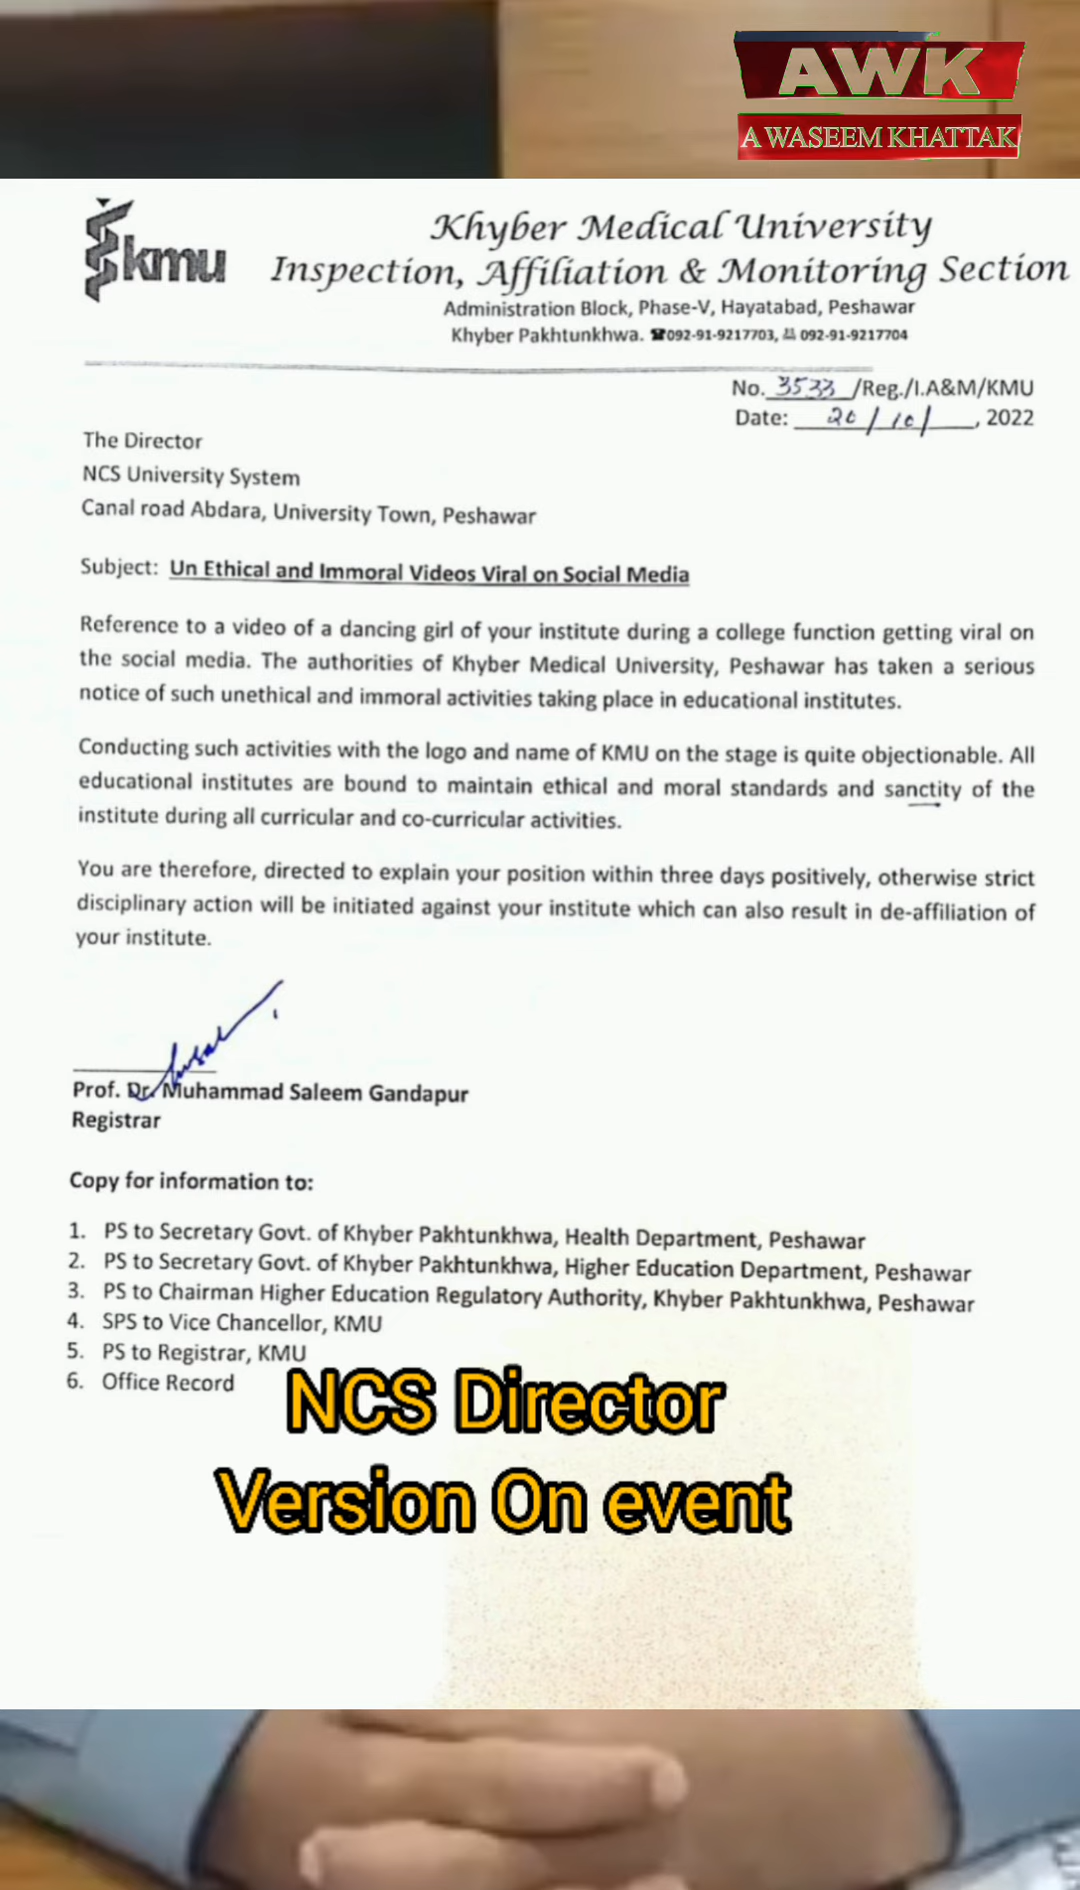 AWK
A WASEEM KHATTAK
kmu
Khyber Medical University
Inspection, Affiliation & Monitoring Section
Administration Block, Phase-V, Hayatabad, Peshawar
Khyber Pakhtunkhwa. ☎092-91-9217703, 092-91-9217704
No. 3533 /Reg./I.A&M/KMU
Date: 20/10/, 2022
The Director
NCS University System
Canal road Abdara, University Town, Peshawar
Subject: Un Ethical and Immoral Videos Viral on Social Media
Reference to a video of a dancing girl of your institute during a college function getting viral on
the social media. The authorities of Khyber Medical University, Peshawar has taken a serious
notice of such unethical and immoral activities taking place in educational institutes.
Conducting such activities with the logo and name of KMU on the stage is quite objectionable. All
educational institutes are bound to maintain ethical and moral standards and sanctity of the
institute during all curricular and co-curricular activities.
You are therefore, directed to explain your position within three days positively, otherwise strict
disciplinary action will be initiated against your institute which can also result in de-affiliation of
your institute.
Prof. Dr. Muhammad Saleem Gandapur
Registrar
Copy for information to:
1. PS to Secretary Govt. of Khyber Pakhtunkhwa, Health Department, Peshawar
2. PS to Secretary Govt. of Khyber Pakhtunkhwa, Higher Education Department, Peshawar
3. PS to Chairman Higher Education Regulatory Authority, Khyber Pakhtunkhwa, Peshawar
4. SPS to Vice Chancellor, KMU
5. PS to Registrar, KMU
6. Office Record
NCS Director
Version On event